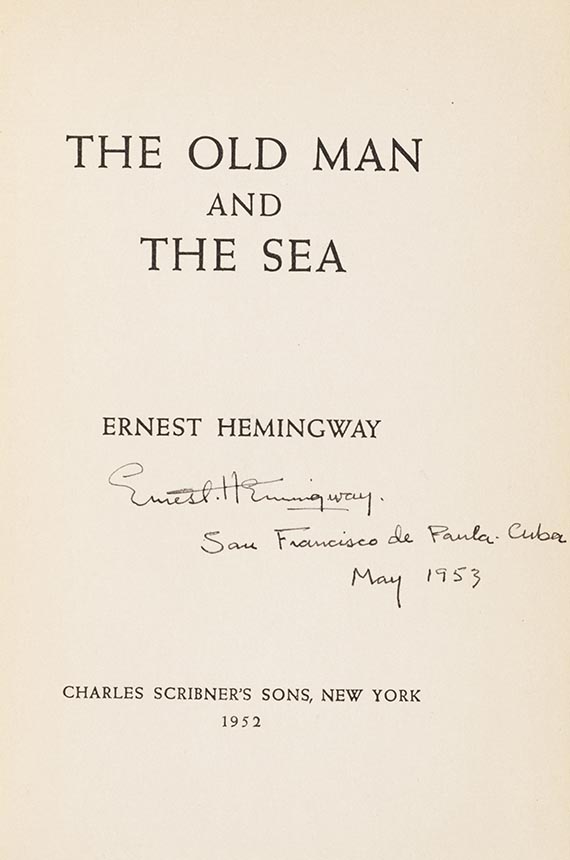 THE OLD MAN
AND
THE SEA
ERNEST HEMINGWAY
Ernest Hemingway.
San Francisco de Paula. Cuba
May 1953
CHARLES SCRIBNER'S SONS, NEW YORK
1952